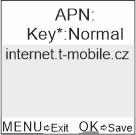 APN:
Key*:Normal
internet.t-mobile.cz
MENU⇨Exit OK⇨Save